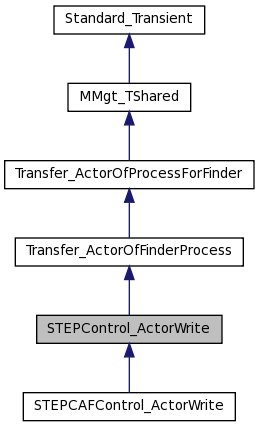 Standard_Transient
MMgt_TShared
Transfer_ActorOfProcessForFinder
Transfer_ActorOfFinderProcess
STEPControl_ActorWrite
STEPCAFControl_ActorWrite